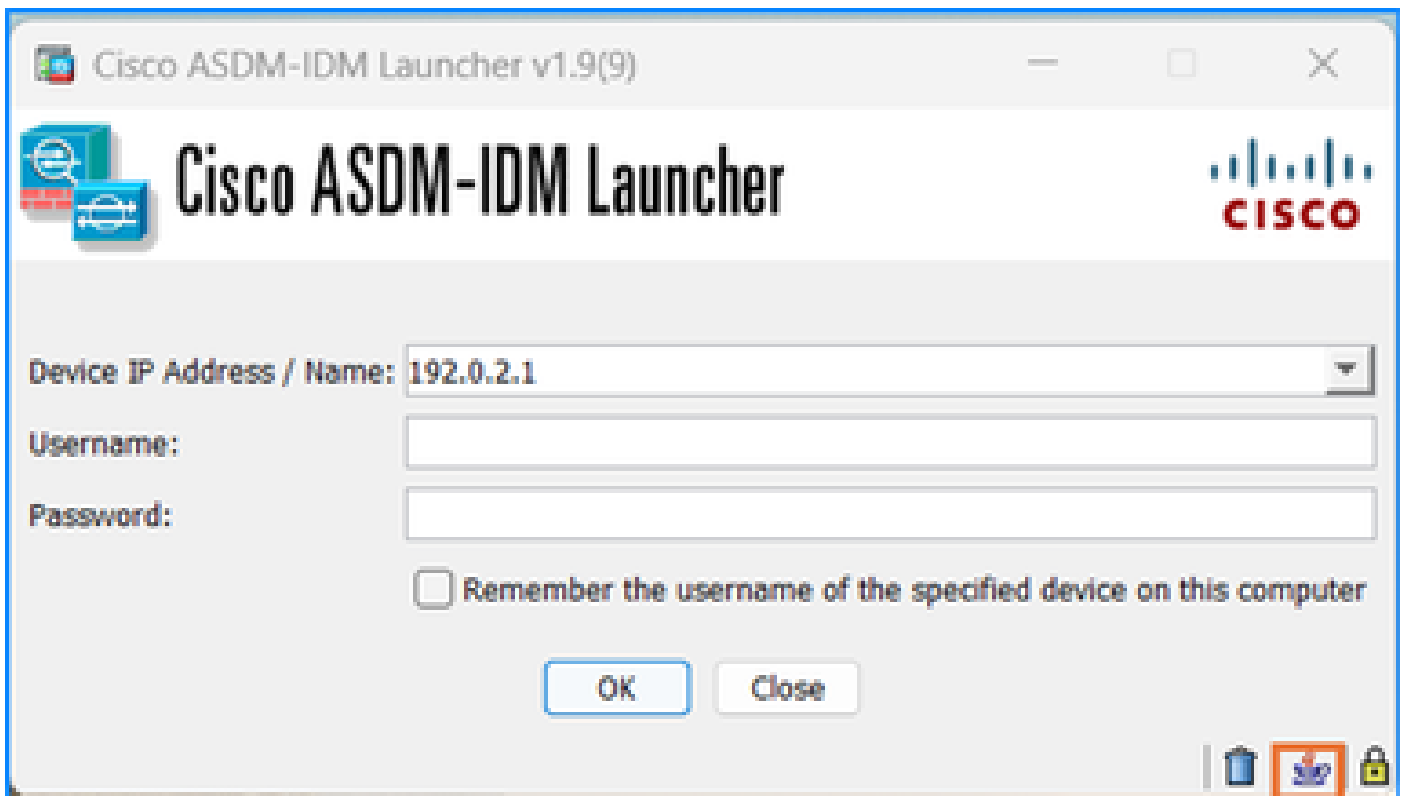 Cisco ASDM-IDM Launcher v1.9(9)
Cisco ASDM-IDM Launcher
CISCO
Device IP Address / Name: 192.0.2.1
Username:
Password:
Remember the username of the specified device on this computer
OK
Close